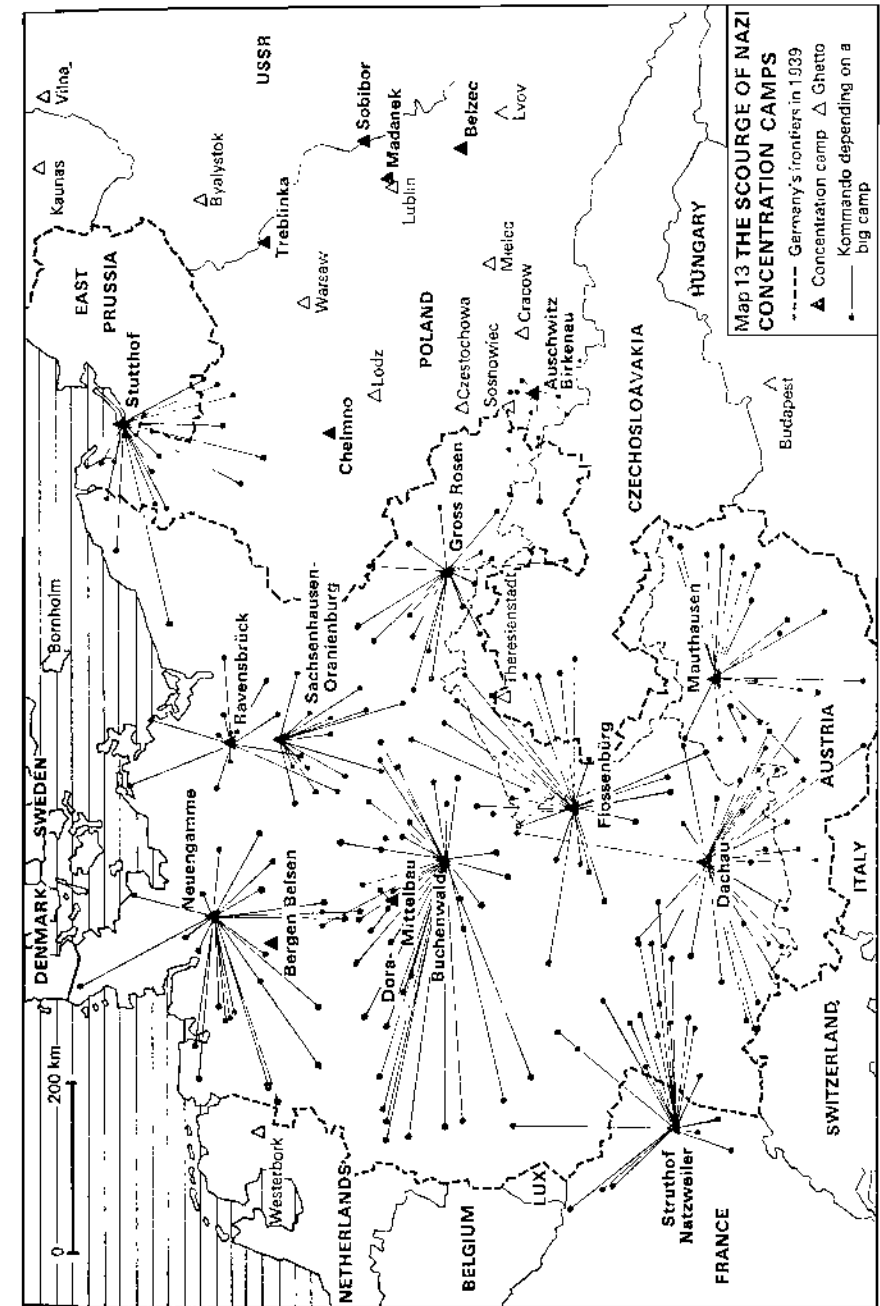 Map 13 THE SCOURGE OF NAZI
CONCENTRATION CAMPS
Germany's frontiers in 1939
Concentration camp
Ghetto
Kommando depending on a
big camp
0
200 km
DENMARK
SWEDEN
Bornholm
EAST
PRUSSIA
Kaunas
Vilna
Stutthof
Neuengamme
Ravensbrück
Byalystok
USSR
Westerbork
Bergen Belsen
Sachsenhausen-
Oranienburg
Treblinka
Warsaw
NETHERLANDS
Chelmno
Lodz
Sobibor
Madanek
Lublin
Dora-
Mittelbau
Buchenwald
POLAND
BELGIUM
Gross Rosen
Czestochowa
Belzec
Sosnowiec
Mielec
Lvov
Cracow
LUX
Theresienstadt
Auschwitz
Birkenau
Flossenbürg
CZECHOSLOAVAKIA
Struthof
Natzweiler
Mauthausen
HUNGARY
FRANCE
Dachau
Budapest
SWITZERLAND
AUSTRIA
ITALY